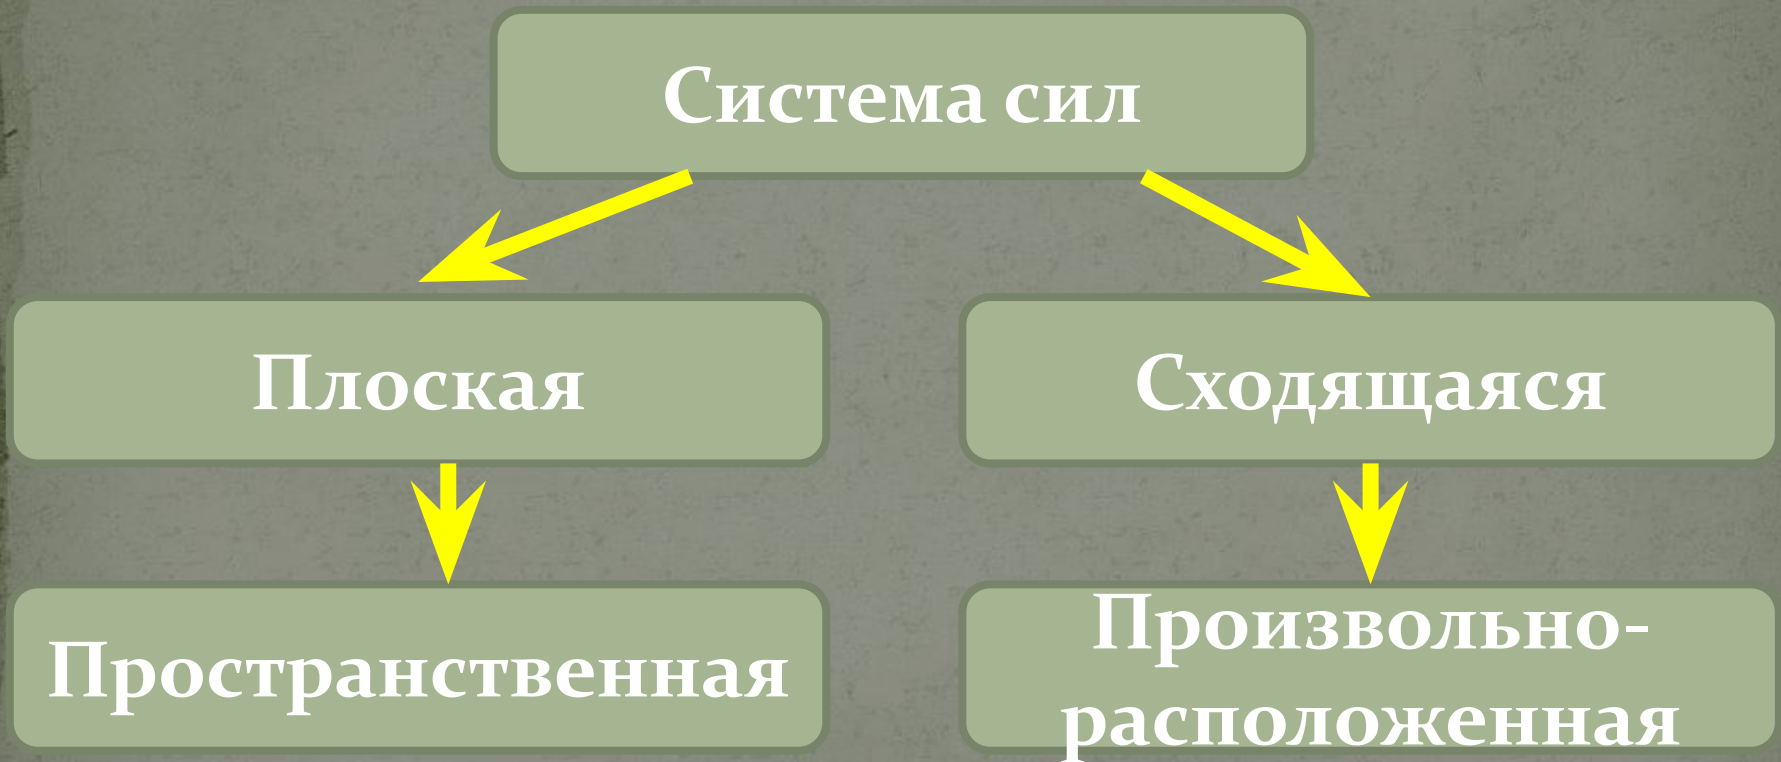 Система сил
Плоская
Сходящаяся
Пространственная
Произвольно-
расположенная